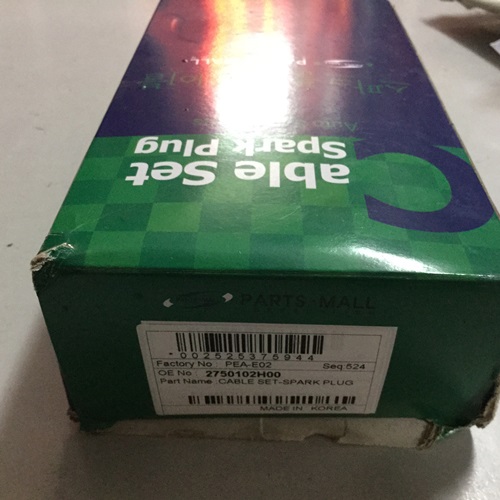 Spark Plug
Cable Set
PARTS-MALL
*002525375944
Factory No : PEA-E02 Seq:524
OE No 2750102H00
Part Name CABLE SET-SPARK PLUG
MADE IN KOREA